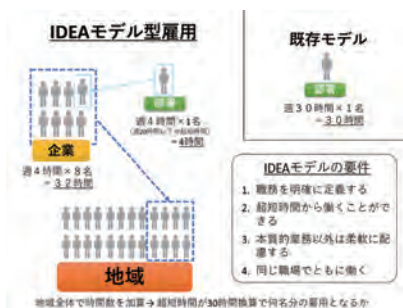 IDEAモデル型雇用
部署
週4時間×1名
=4時間
企業
週4時間×8名
=32時間
地域
既存モデル
部署
週30時間×1名
=30時間
IDEAモデルの要件
1. 職務を明確に定義する
2. 超短時間から働くことができる
3. 本質的業務以外は柔軟に配慮する
4. 同じ職場でともに働く
地域全体で時間数を加算→超短時間が30時間換算で何名分の雇用となるか